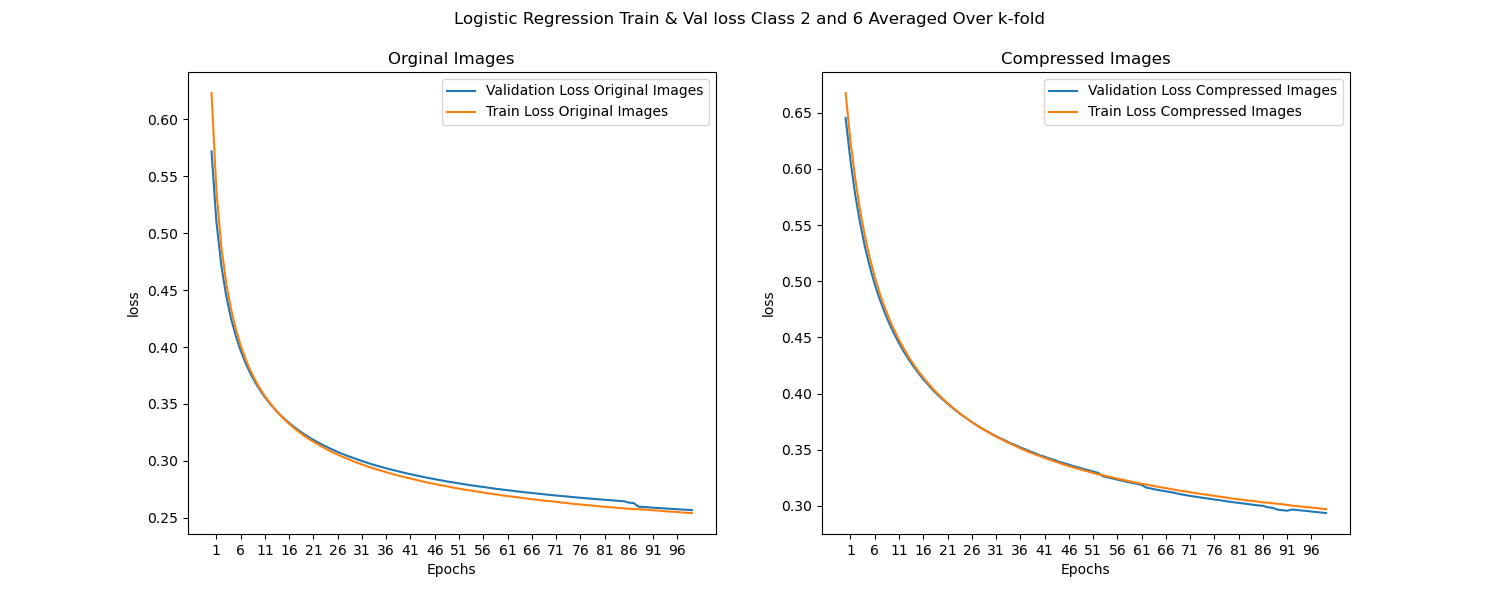 Logistic Regression Train & Val loss Class 2 and 6 Averaged Over k-fold
Orginal Images
Validation Loss Original Images
Train Loss Original Images
0.60
0.55
0.50
0.45
0.40
0.35
0.30
0.25
loss
1 6 11 16 21 26 31 36 41 46 51 56 61 66 71 76 81 86 91 96
Epochs
Compressed Images
Validation Loss Compressed Images
Train Loss Compressed Images
0.65
0.60
0.55
0.50
0.45
0.40
0.35
0.30
loss
1 6 11 16 21 26 31 36 41 46 51 56 61 66 71 76 81 86 91 96
Epochs